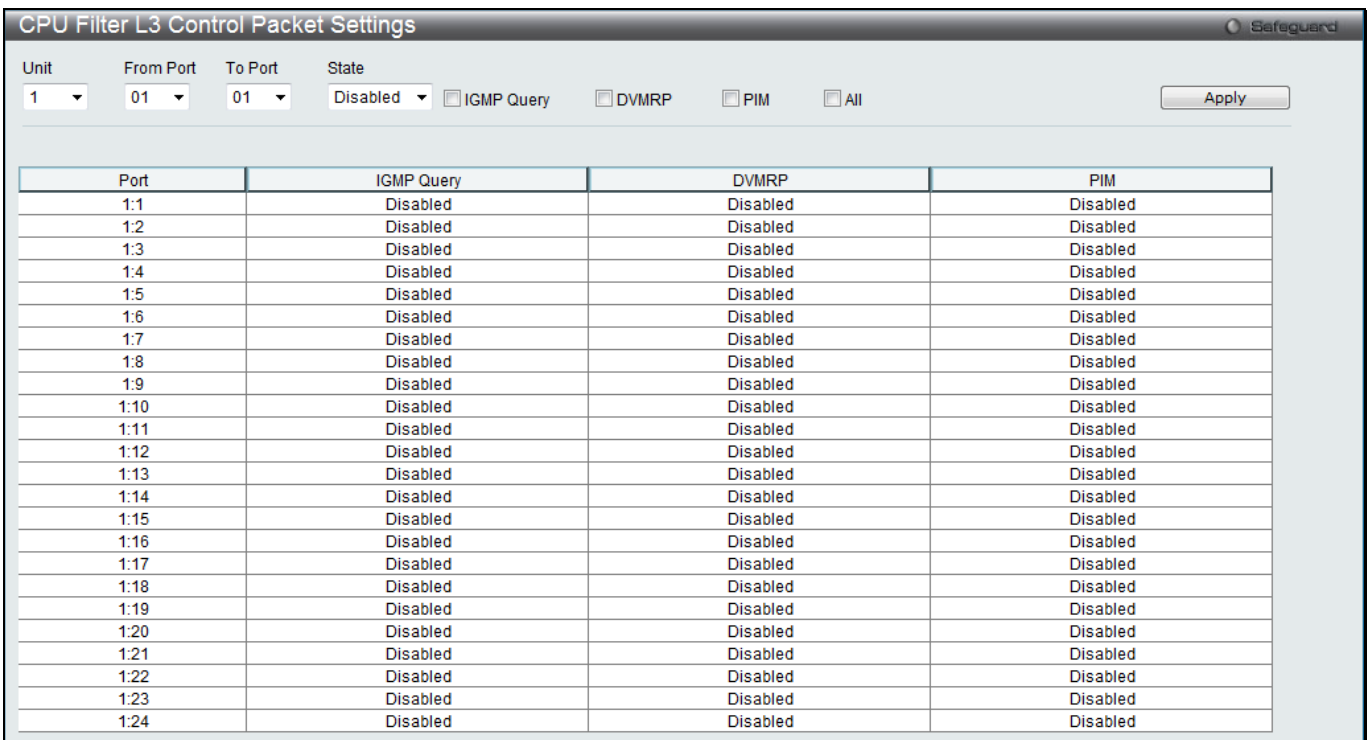 CPU Filter L3 Control Packet Settings Safeguard
Unit From Port To Port State
1 01 01 Disabled IGMP Query DVMRP PIM All Apply
Port IGMP Query DVMRP PIM
1:1 Disabled Disabled Disabled
1:2 Disabled Disabled Disabled
1:3 Disabled Disabled Disabled
1:4 Disabled Disabled Disabled
1:5 Disabled Disabled Disabled
1:6 Disabled Disabled Disabled
1:7 Disabled Disabled Disabled
1:8 Disabled Disabled Disabled
1:9 Disabled Disabled Disabled
1:10 Disabled Disabled Disabled
1:11 Disabled Disabled Disabled
1:12 Disabled Disabled Disabled
1:13 Disabled Disabled Disabled
1:14 Disabled Disabled Disabled
1:15 Disabled Disabled Disabled
1:16 Disabled Disabled Disabled
1:17 Disabled Disabled Disabled
1:18 Disabled Disabled Disabled
1:19 Disabled Disabled Disabled
1:20 Disabled Disabled Disabled
1:21 Disabled Disabled Disabled
1:22 Disabled Disabled Disabled
1:23 Disabled Disabled Disabled
1:24 Disabled Disabled Disabled